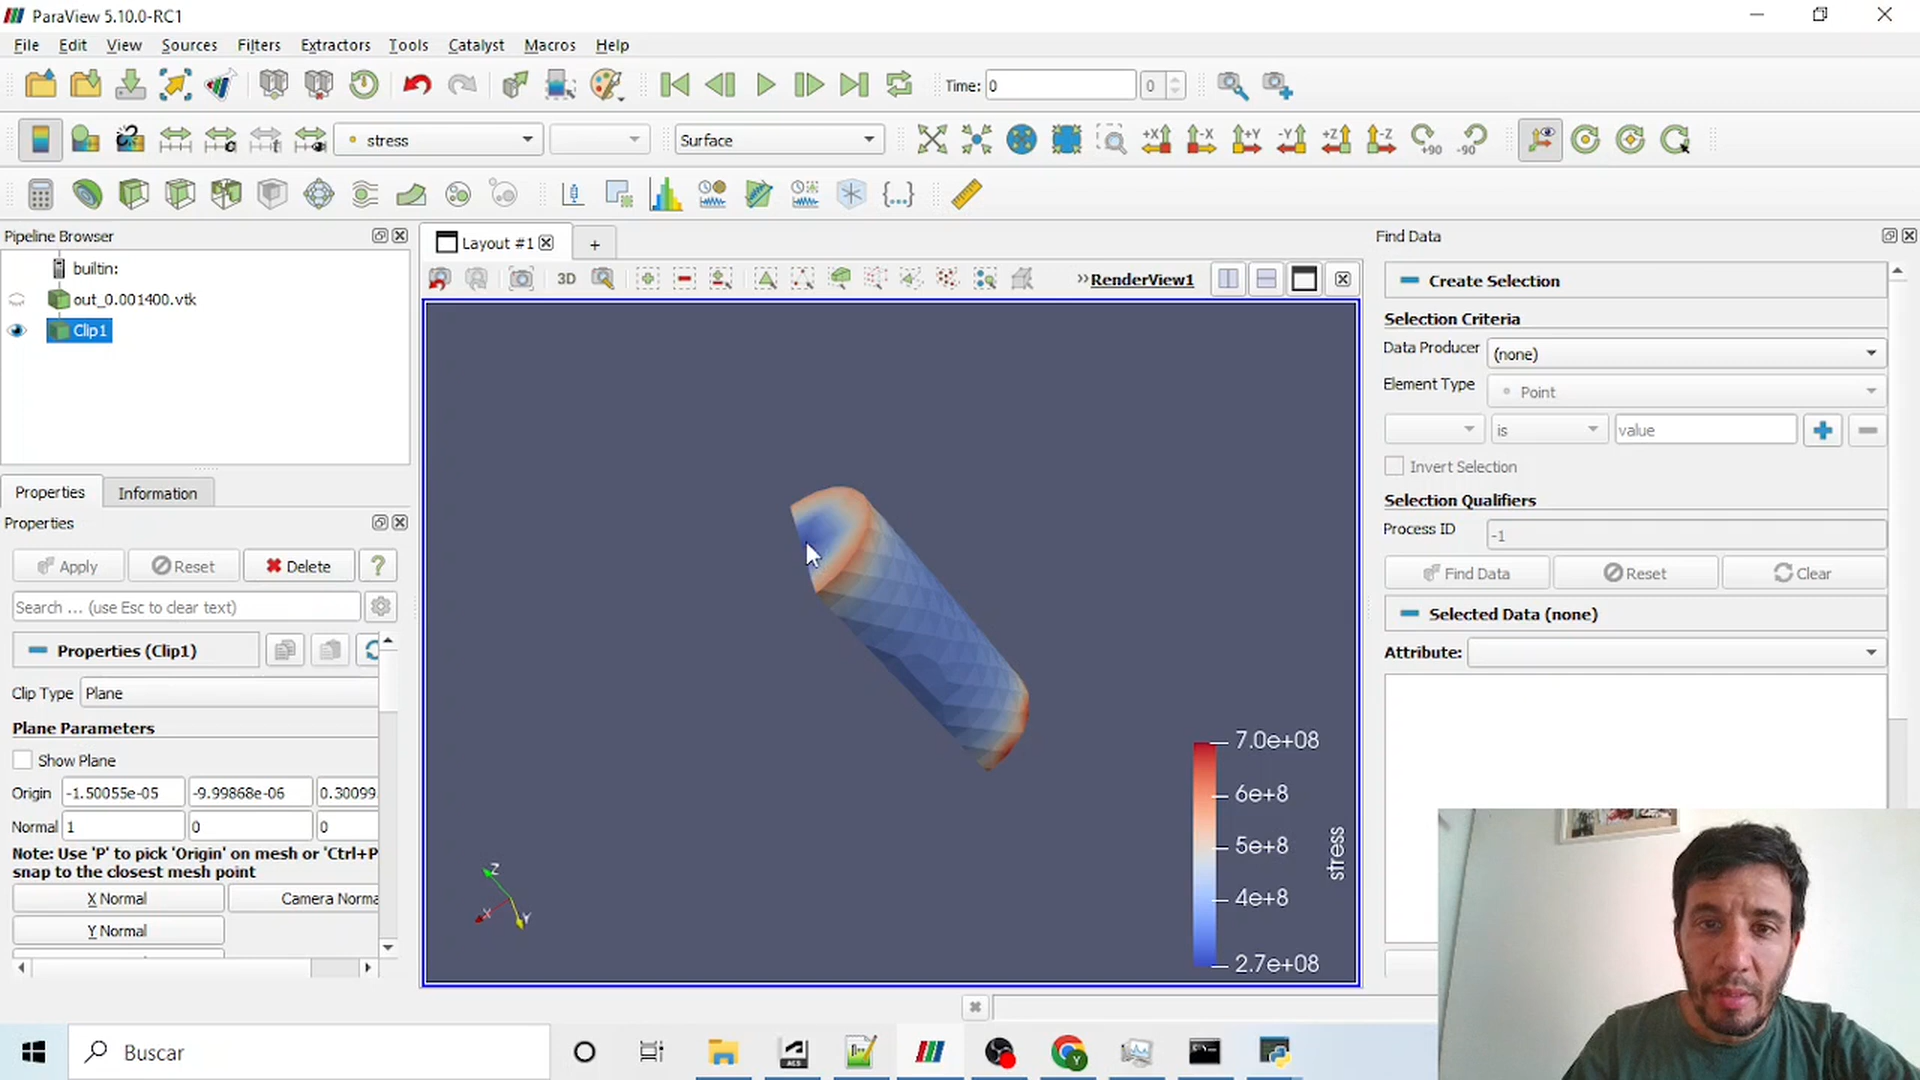 ParaView 5.10.0-RC1
File Edit View Sources Filters Extractors Tools Catalyst Macros Help
Time: 0 0
stress Surface +X -X +Y -Y +Z -Z +90 -90
Pipeline Browser
builtin:
out_0.001400.vtk
Clip1
Layout #1
+
3D
RenderView1
Properties Information
Properties
Apply Reset Delete ?
Search ... (use Esc to clear text)
Properties (Clip1)
Clip Type Plane
Plane Parameters
Show Plane
Origin -1.50055e-05 -9.99868e-06 0.30099
Normal 1 0 0
Note: Use 'P' to pick 'Origin' on mesh or 'Ctrl+P
snap to the closest mesh point
X Normal Camera Norma
Y Normal
Z
X
Y
7.0e+08
6e+8
5e+8
4e+8
2.7e+08
stress
Find Data
Create Selection
Selection Criteria
Data Producer (none)
Element Type Point
is value
Invert Selection
Selection Qualifiers
Process ID -1
Find Data Reset Clear
Selected Data (none)
Attribute:
Buscar